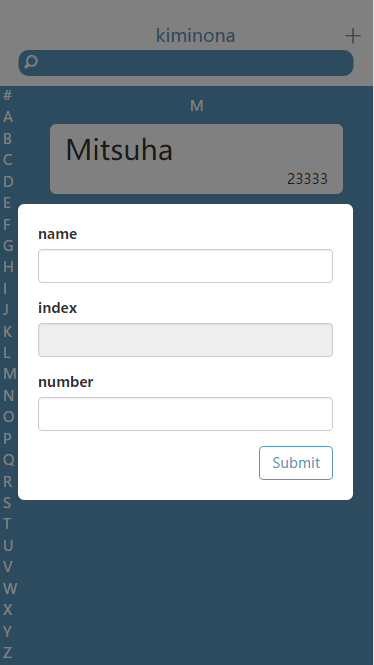 kiminona
+
#
A
B
C
D
E
F
G
H
I
J
K
L
M
N
O
P
Q
R
S
T
U
V
W
X
Y
Z
M
Mitsuha
23333
name
index
number
Submit